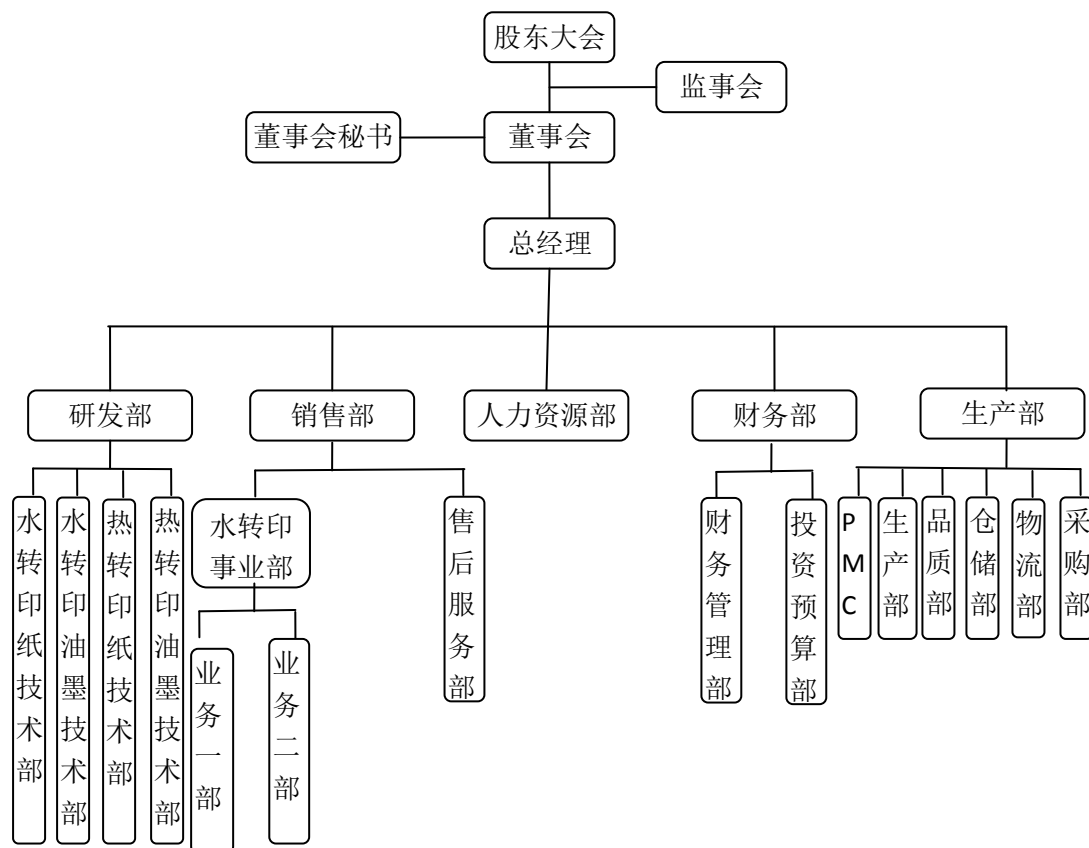 股东大会
监事会
董事会秘书
董事会
总经理
研发部
销售部
人力资源部
财务部
生产部
水转印纸技术部
水转印油墨技术部
热转印纸技术部
热转印油墨技术部
水转印
事业部
业务一部
业务二部
售后服务部
财务管理部
投资预算部
PMC
生产部
品质部
仓储部
物流部
采购部